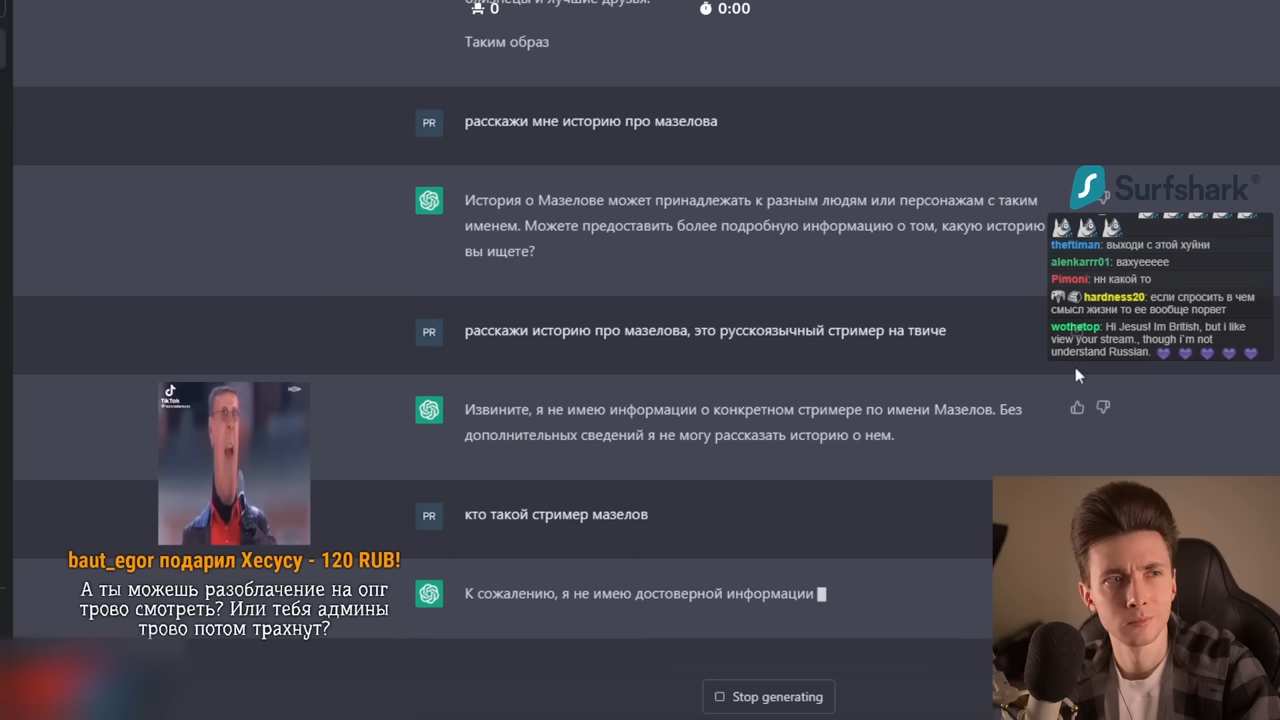 близнецы и лучшие друзья.
0
0:00
Таким образ
PR
расскажи мне историю про мазелова
История о Мазелове может принадлежать к разным людям или персонажам с таким
именем. Можете предоставить более подробную информацию о том, какую историю
вы ищете?
Surfshark®
theftiman: выходи с этой хуйни
alenkarrr01: вахуеееее
Pimoni: нн какой то
hardness20: если спросить в чем
смысл жизни то ее вообще порвет
wothetop: Hi Jesus! Im British, but i like
view your stream., though i`m not
understand Russian.
PR
расскажи историю про мазелова, это русскоязычный стример на твиче
Извините, я не имею информации о конкретном стримере по имени Мазелов. Без
дополнительных сведений я не могу рассказать историю о нем.
TikTok
PR
кто такой стример мазелов
baut_egor подарил Хесусу - 120 RUB!
А ты можешь разоблачение на опг
трово смотреть? Или тебя админы
трово потом трахнут?
К сожалению, я не имею достоверной информации
Stop generating